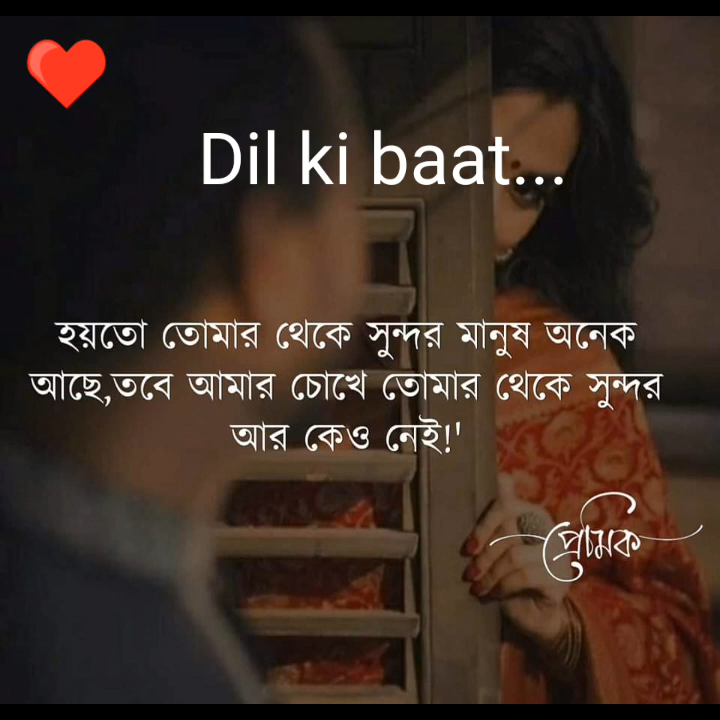 Dil ki baat...
হয়তো তোমার থেকে সুন্দর মানুষ অনেক
আছে,তবে আমার চোখে তোমার থেকে সুন্দর
আর কেও নেই!'
প্রেমিক